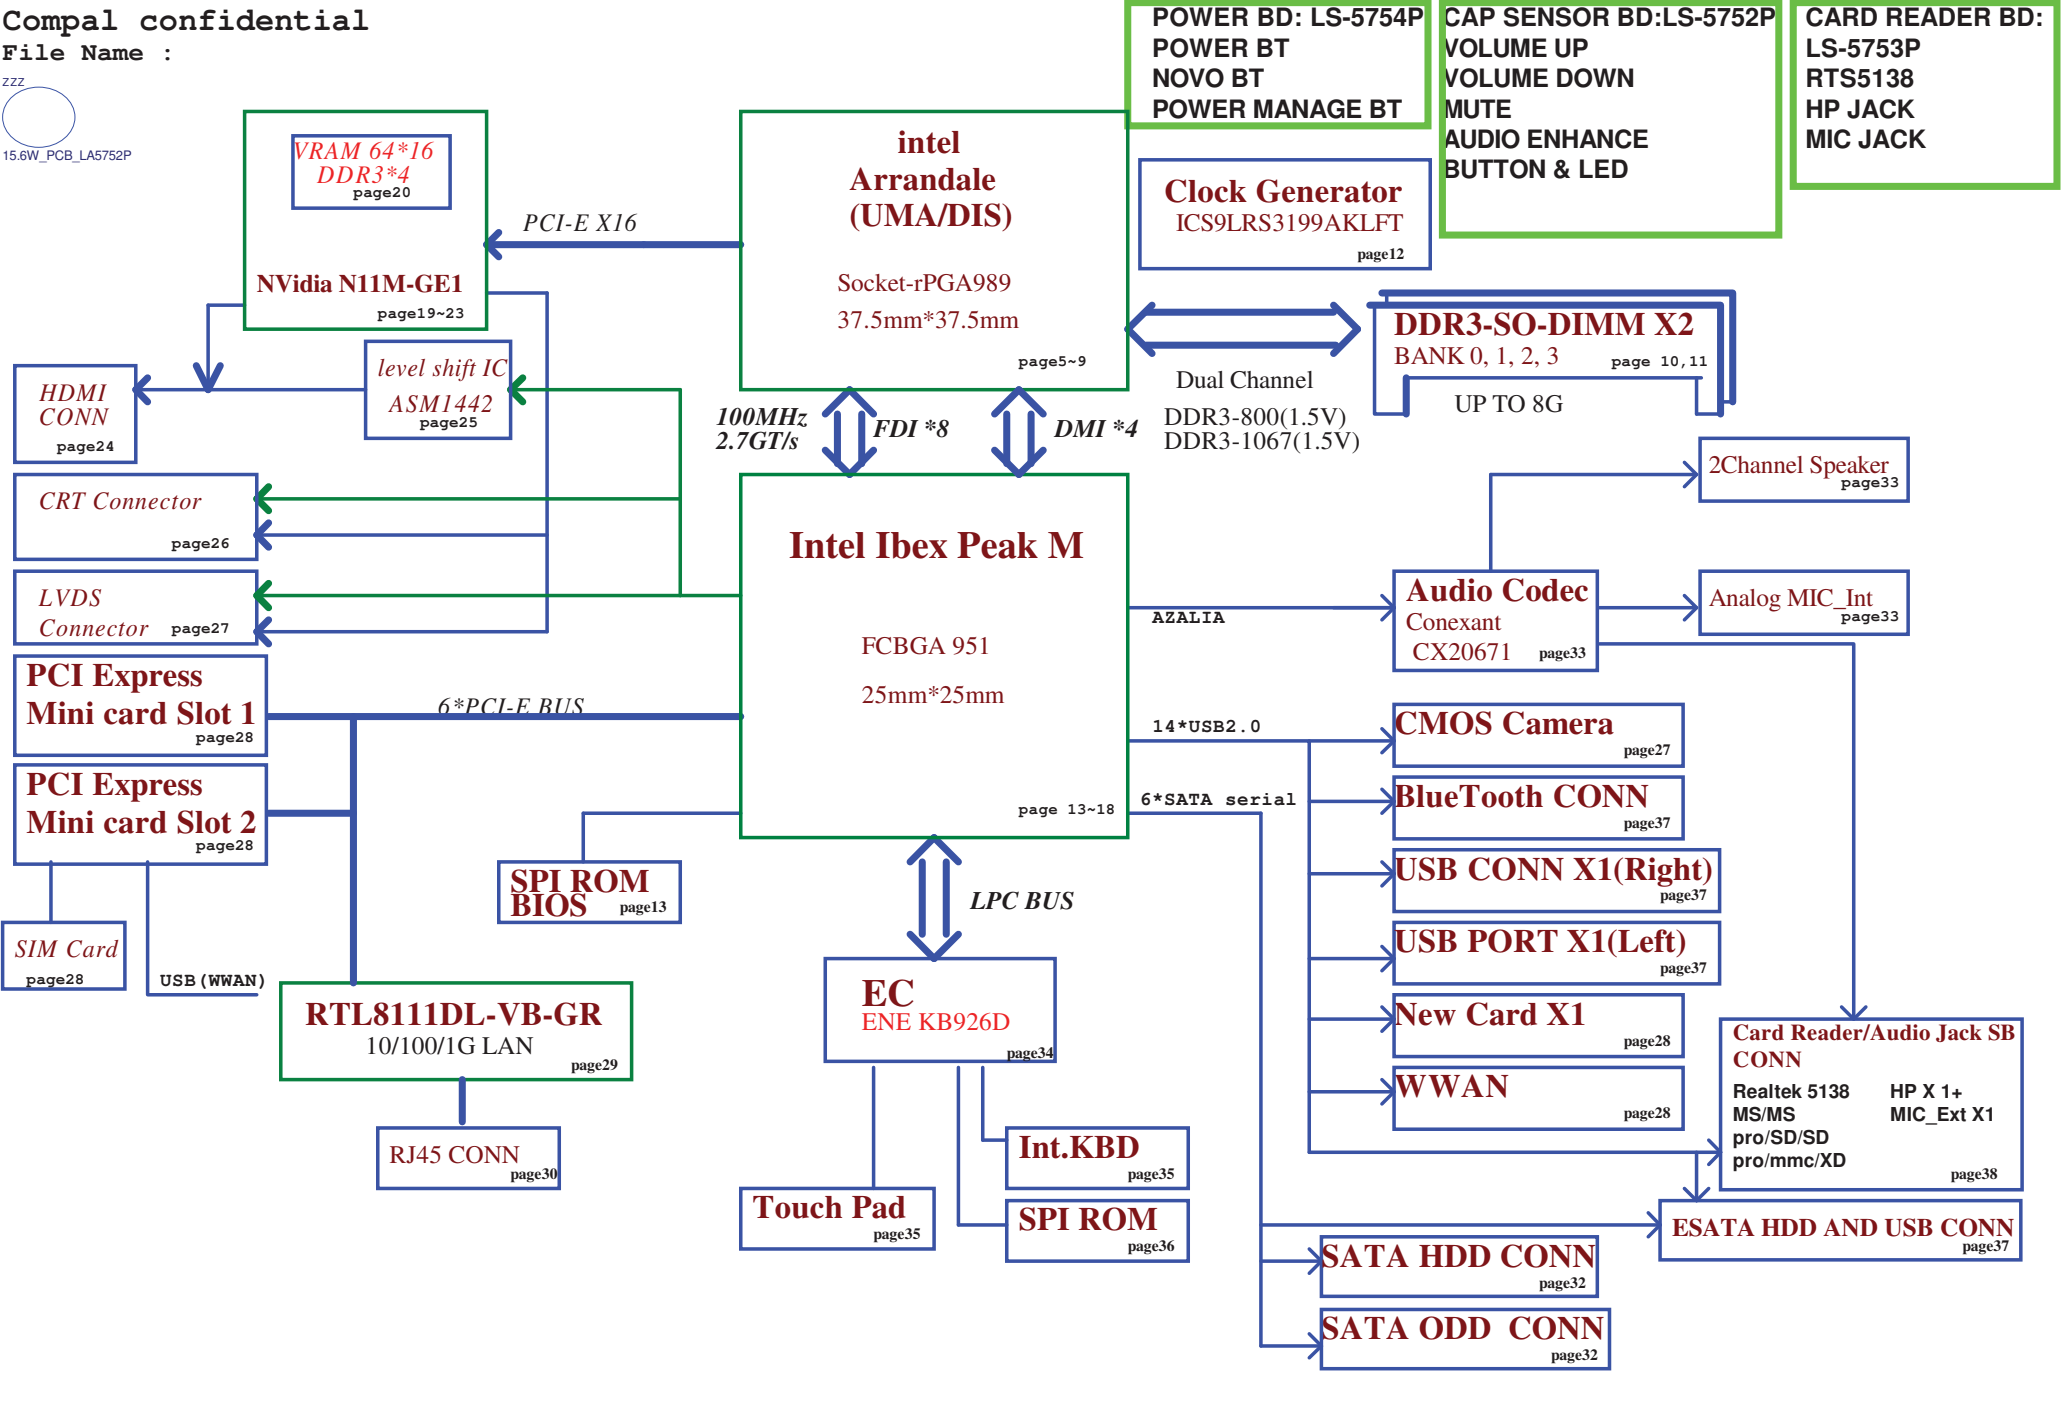 Compal confidential
File Name :
ZZZ
15.6W_PCB_LA5752P
POWER BD: LS-5754P
POWER BT
NOVO BT
POWER MANAGE BT
CAP SENSOR BD:LS-5752P
VOLUME UP
VOLUME DOWN
MUTE
AUDIO ENHANCE
BUTTON & LED
CARD READER BD:
LS-5753P
RTS5138
HP JACK
MIC JACK
VRAM 64*16
DDR3*4
page20
NVidia N11M-GE1
page19~23
PCI-E X16
intel
Arrandale
(UMA/DIS)
Socket-rPGA989
37.5mm*37.5mm
page5~9
Clock Generator
ICS9LRS3199AKLFT
page12
DDR3-SO-DIMM X2
BANK 0, 1, 2, 3
page 10,11
UP TO 8G
Dual Channel
DDR3-800(1.5V)
DDR3-1067(1.5V)
HDMI
CONN
page24
level shift IC
ASM1442
page25
100MHz
2.7GT/s
FDI *8
DMI *4
CRT Connector
page26
LVDS
Connector
page27
Intel Ibex Peak M
FCBGA 951
25mm*25mm
page 13~18
2Channel Speaker
page33
AZALIA
Audio Codec
Conexant
CX20671
page33
Analog MIC_Int
page33
PCI Express
Mini card Slot 1
page28
6*PCI-E BUS
PCI Express
Mini card Slot 2
page28
14*USB2.0
6*SATA serial
CMOS Camera
page27
BlueTooth CONN
page37
USB CONN X1(Right)
page37
USB PORT X1(Left)
page37
New Card X1
page28
WWAN
page28
SPI ROM
BIOS
page13
LPC BUS
SIM Card
page28
USB(WWAN)
RTL8111DL-VB-GR
10/100/1G LAN
page29
RJ45 CONN
page30
EC
ENE KB926D
page34
Int.KBD
page35
Touch Pad
page35
SPI ROM
page36
Card Reader/Audio Jack SB
CONN
Realtek 5138
MS/MS
pro/SD/SD
pro/mmc/XD
HP X 1+
MIC_Ext X1
page38
ESATA HDD AND USB CONN
page37
SATA HDD CONN
page32
SATA ODD CONN
page32